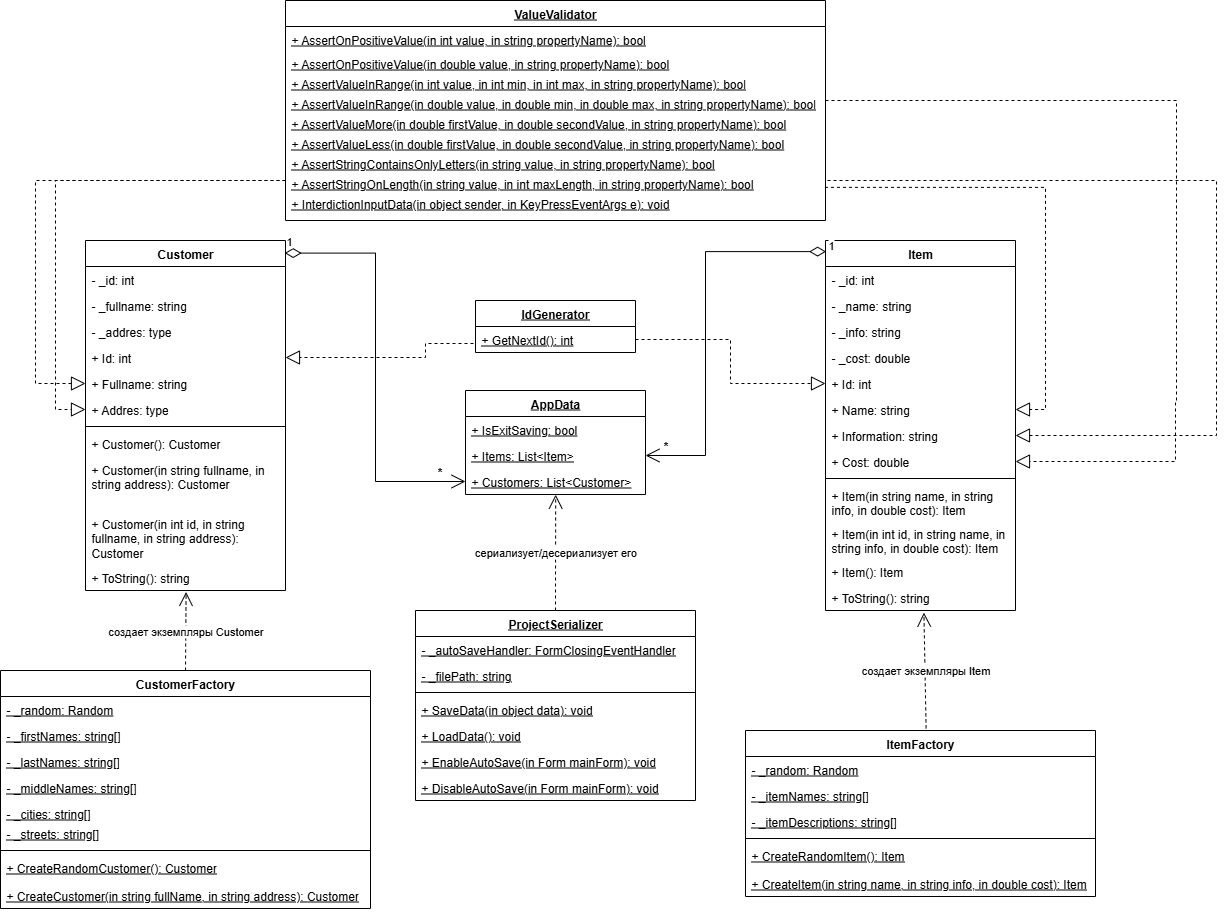 ValueValidator
+ AssertOnPositiveValue(in int value, in string propertyName): bool
+ AssertOnPositiveValue(in double value, in string propertyName): bool
+ AssertValueInRange(in int value, in int min, in int max, in string propertyName): bool
+ AssertValueInRange(in double value, in double min, in double max, in string propertyName): bool
+ AssertValueMore(in double firstValue, in double secondValue, in string propertyName): bool
+ AssertValueLess(in double firstValue, in double secondValue, in string propertyName): bool
+ AssertStringContainsOnlyLetters(in string value, in string propertyName): bool
+ AssertStringOnLength(in string value, in int maxLength, in string propertyName): bool
+ InterdictionInputData(in object sender, in KeyPressEventArgs e): void
1
Customer
- _id: int
- _fullname: string
- _addres: type
+ Id: int
+ Fullname: string
+ Addres: type
+ Customer(): Customer
+ Customer(in string fullname, in
string address): Customer
+ Customer(in int id, in string
fullname, in string address):
Customer
+ ToString(): string
IdGenerator
+ GetNextId(): int
AppData
+ IsExitSaving: bool
+ Items: List<Item>
+ Customers: List<Customer>
*
*
1
Item
- _id: int
- _name: string
- _info: string
- _cost: double
+ Id: int
+ Name: string
+ Information: string
+ Cost: double
+ Item(in string name, in string
info, in double cost): Item
+ Item(in int id, in string name, in
string info, in double cost): Item
+ Item(): Item
+ ToString(): string
сериализует/десериализует его
создает экземпляры Customer
создает экземпляры Item
CustomerFactory
- _random: Random
- _firstNames: string[]
- _lastNames: string[]
- _middleNames: string[]
- _cities: string[]
- _streets: string[]
+ CreateRandomCustomer(): Customer
+ CreateCustomer(in string fullName, in string address): Customer
ProjectSerializer
- _autoSaveHandler: FormClosingEventHandler
- _filePath: string
+ SaveData(in object data): void
+ LoadData(): void
+ EnableAutoSave(in Form mainForm): void
+ DisableAutoSave(in Form mainForm): void
ItemFactory
- _random: Random
- _itemNames: string[]
- _itemDescriptions: string[]
+ CreateRandomItem(): Item
+ CreateItem(in string name, in string info, in double cost): Item